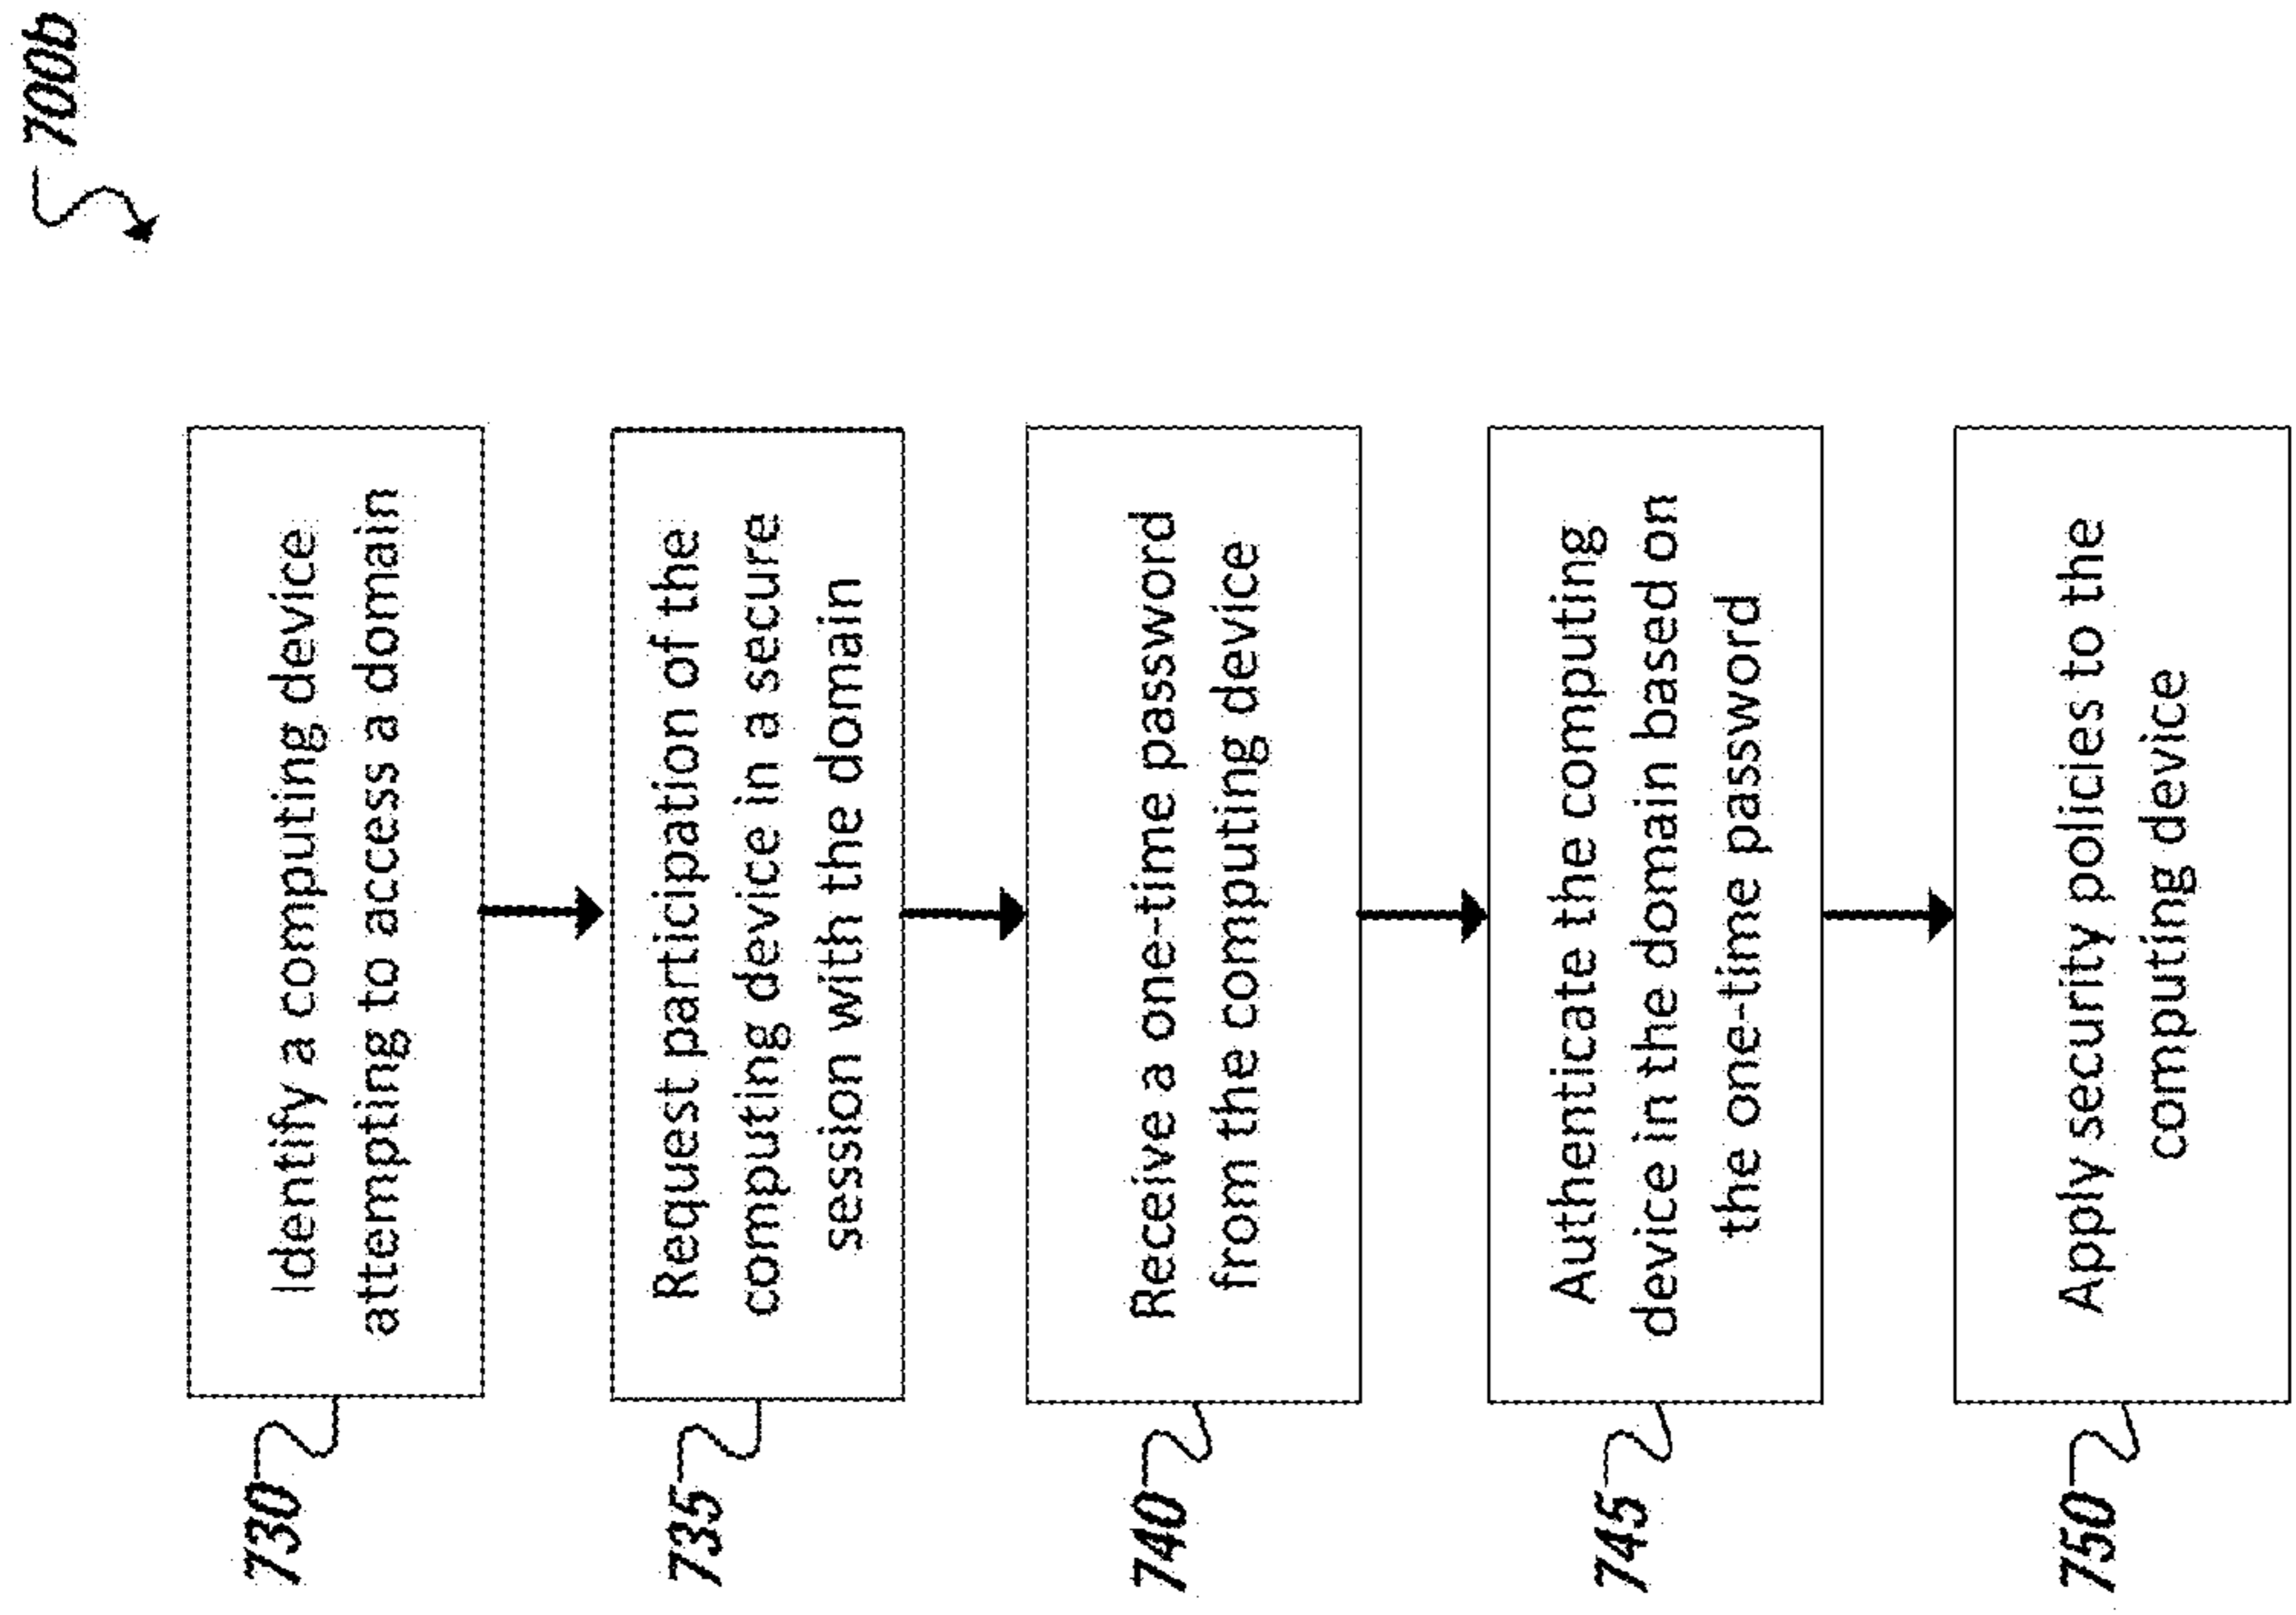 700b
730
Identify a computing device
attempting to access a domain
735
Request participation of the
computing device in a secure
session with the domain
740
Receive a one-time password
from the computing device
745
Authenticate the computing
device in the domain based on
the one-time password
750
Apply security policies to the
computing device